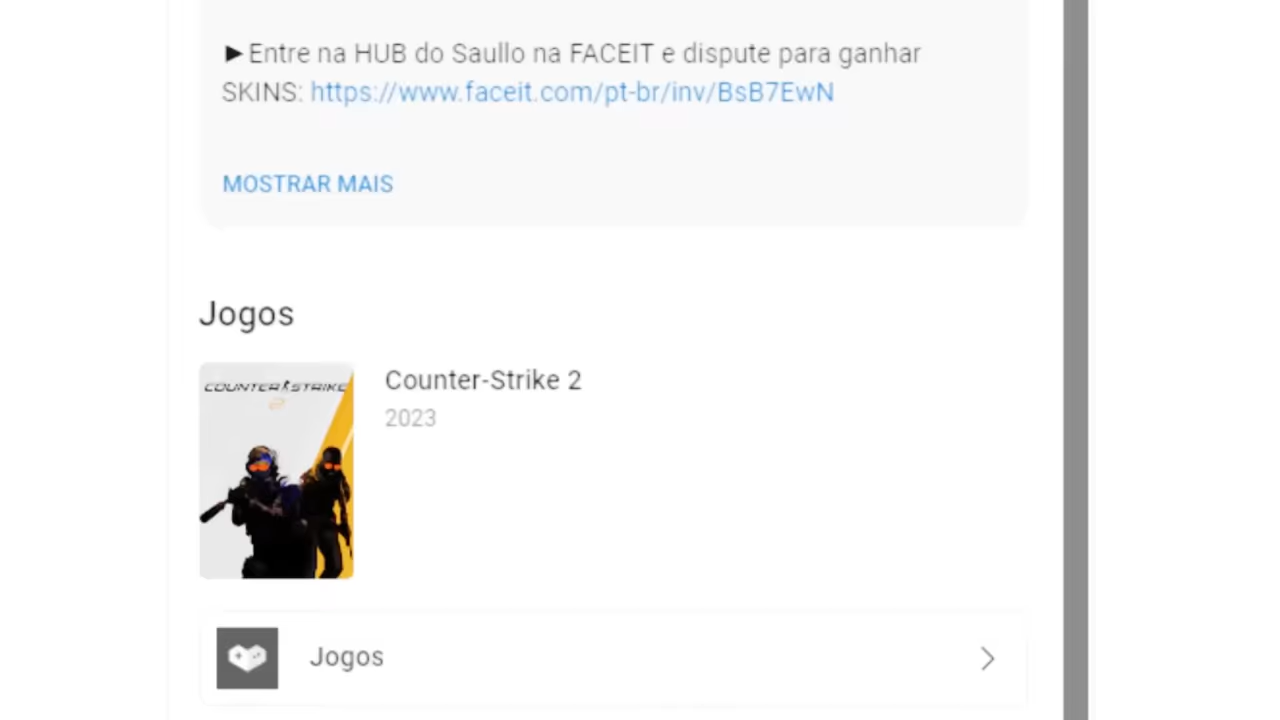 ►Entre na HUB do Saullo na FACEIT e dispute para ganhar
SKINS: https://www.faceit.com/pt-br/inv/BsB7EwN
MOSTRAR MAIS
Jogos
COUNTER STRIKE
2
Counter-Strike 2
2023
Jogos